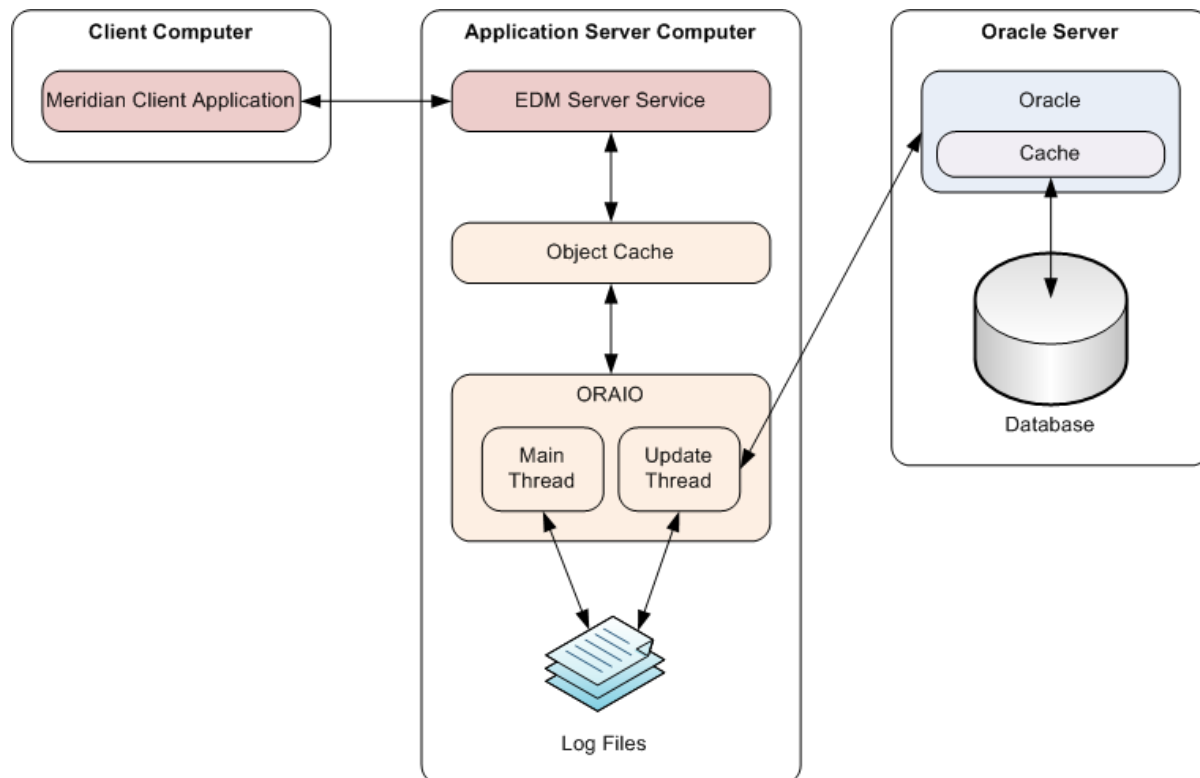 Client Computer
Meridian Client Application
Application Server Computer
EDM Server Service
Object Cache
ORAIO
Main
Thread
Update
Thread
Log Files
Oracle Server
Oracle
Cache
Database